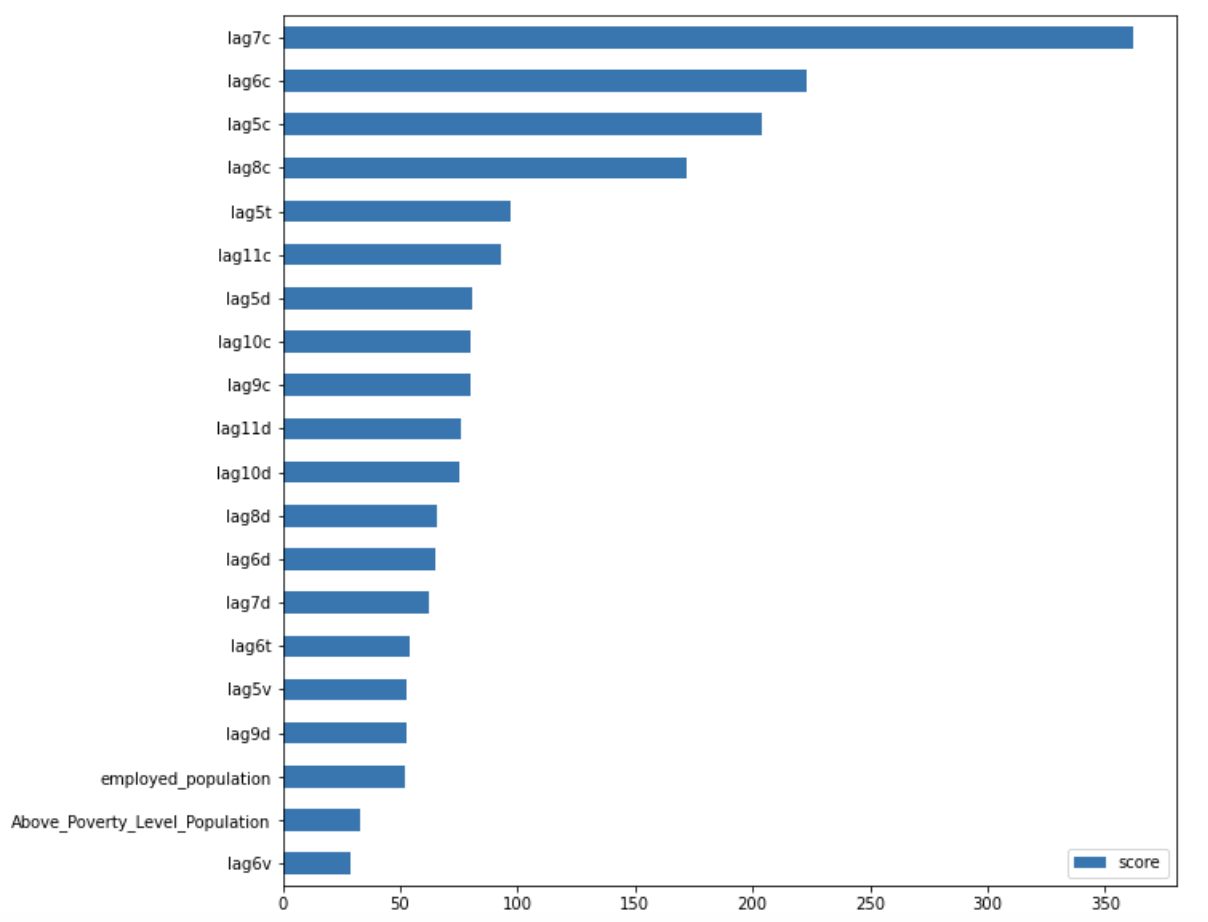 lag7c
lag6c
lag5c
lag8c
lag5t
lag11c
lag5d
lag10c
lag9c
lag11d
lag10d
lag8d
lag6d
lag7d
lag6t
lag5v
lag9d
employed_population
Above_Poverty_Level_Population
lag6v
score
0 50 100 150 200 250 300 350